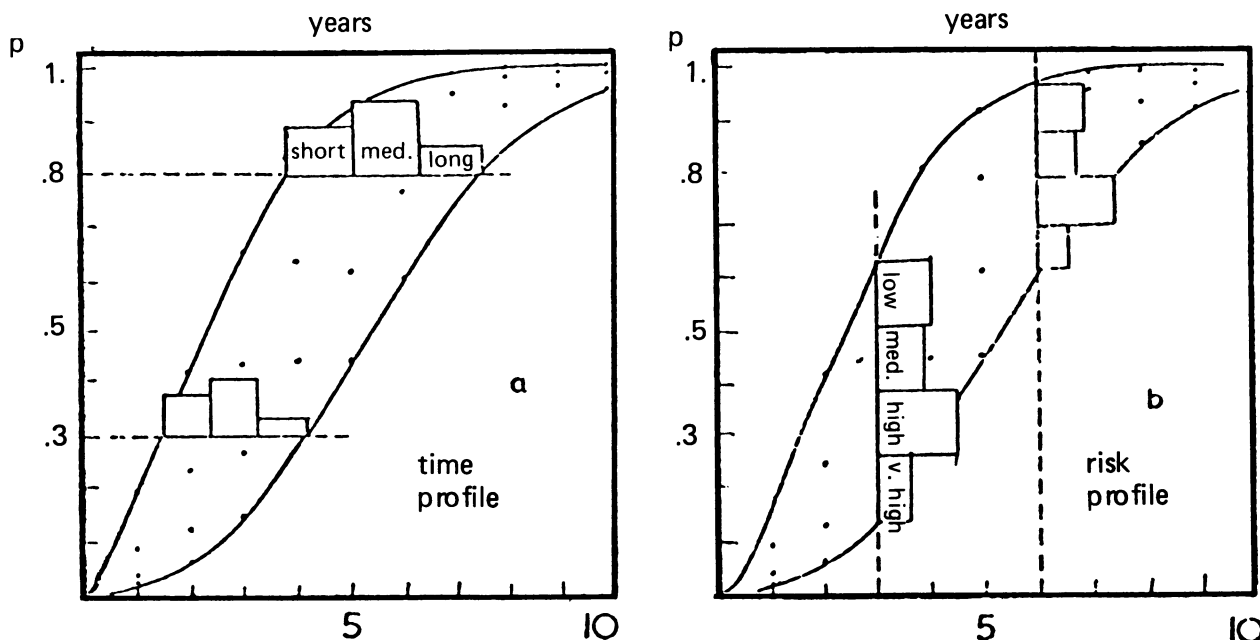 years
p
1.
.8
.5
.3
short
med.
long
a
time
profile
5
10
years
p
1.
.8
.5
.3
low
med.
high
v. high
b
risk
profile
5
10